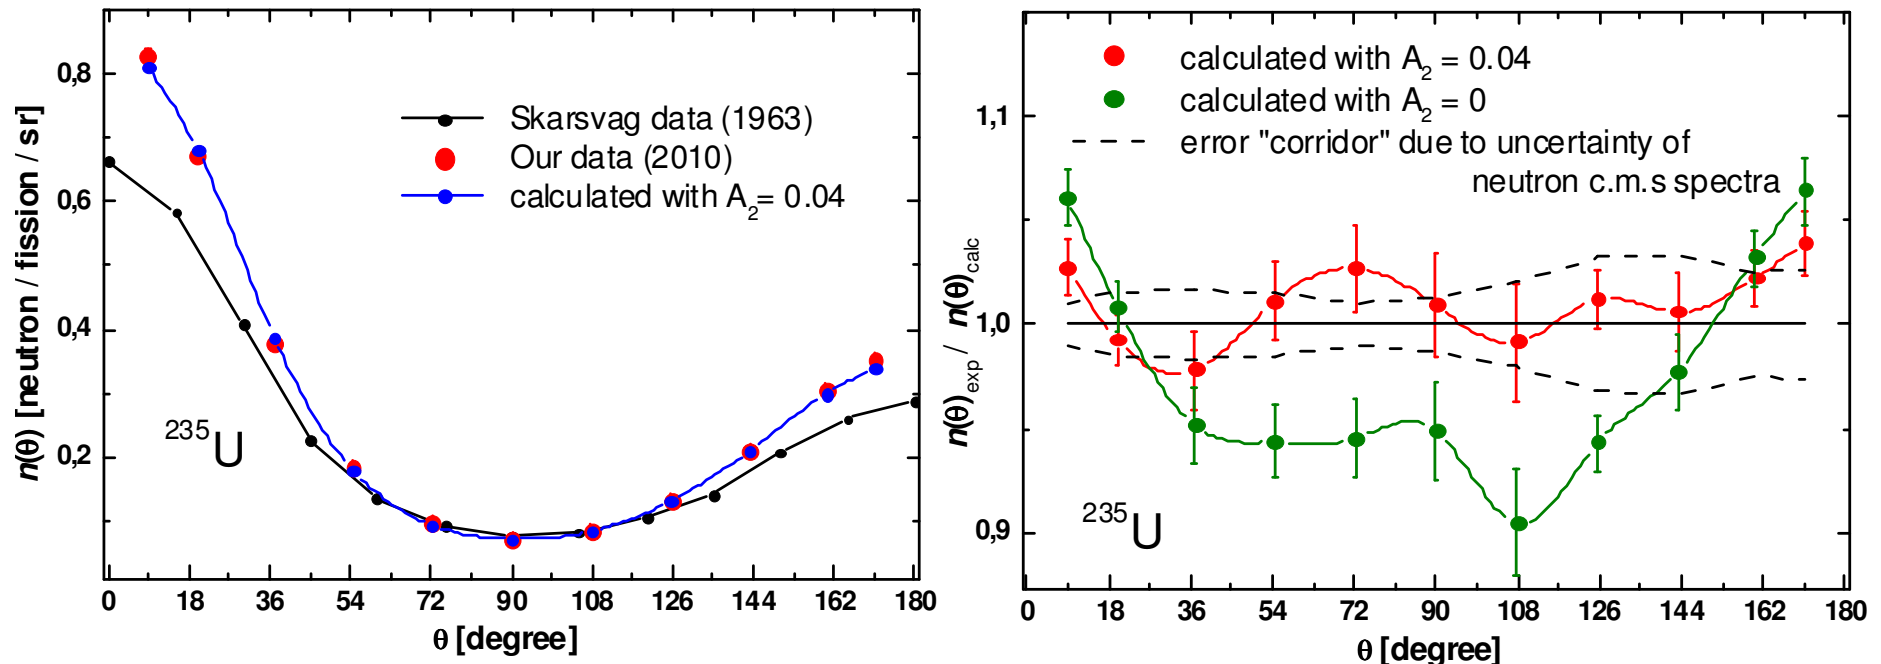 n(θ) [neutron / fission / sr]
0,8
0,6
0,4
0,2
Skarsvag data (1963)
Our data (2010)
calculated with A2= 0.04
235U
0 18 36 54 72 90 108 126 144 162 180
θ [degree]
n(θ)exp / n(θ)calc
1,1
1,0
0,9
calculated with A2 = 0.04
calculated with A2 = 0
error "corridor" due to uncertainty of
neutron c.m.s spectra
235U
0 18 36 54 72 90 108 126 144 162 180
θ [degree]